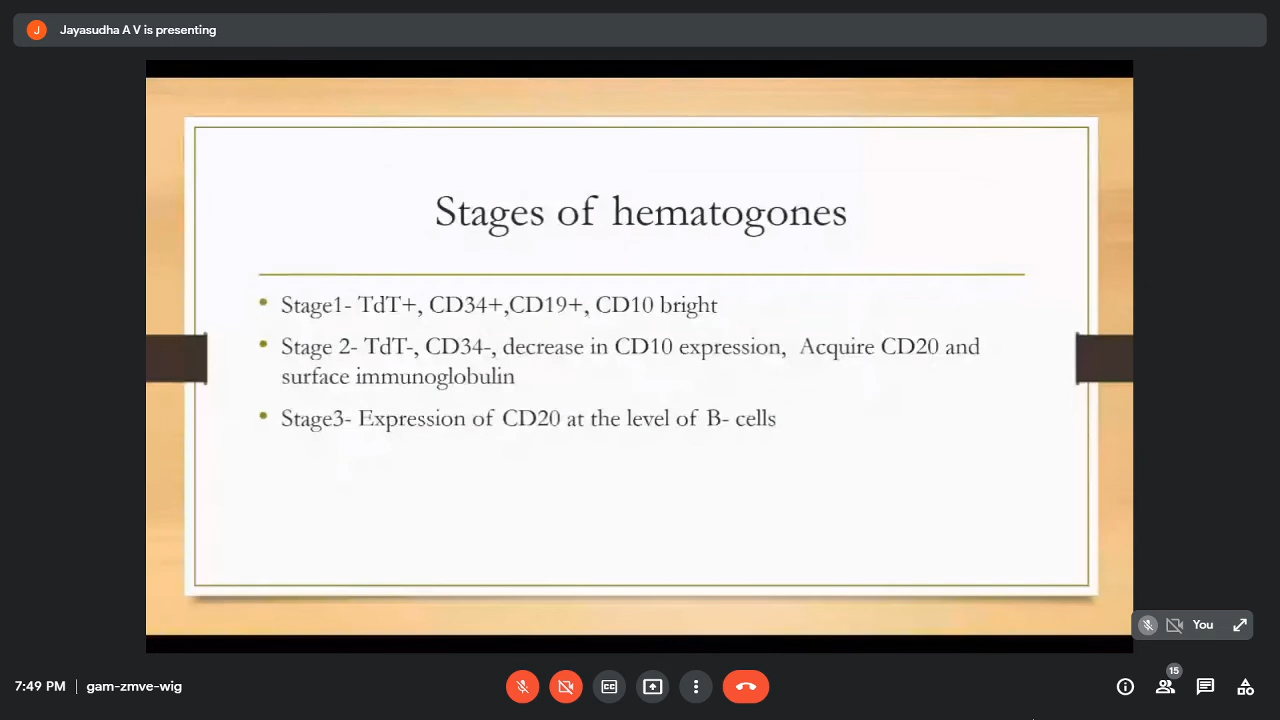 J
Jayasudha A V is presenting
Stages of hematogones
• Stage1- TdT+, CD34+,CD19+, CD10 bright
• Stage 2- TdT-, CD34-, decrease in CD10 expression, Acquire CD20 and
surface immunoglobulin
• Stage3- Expression of CD20 at the level of B- cells
You
15
7:49 PM | gam-zmve-wig
CC